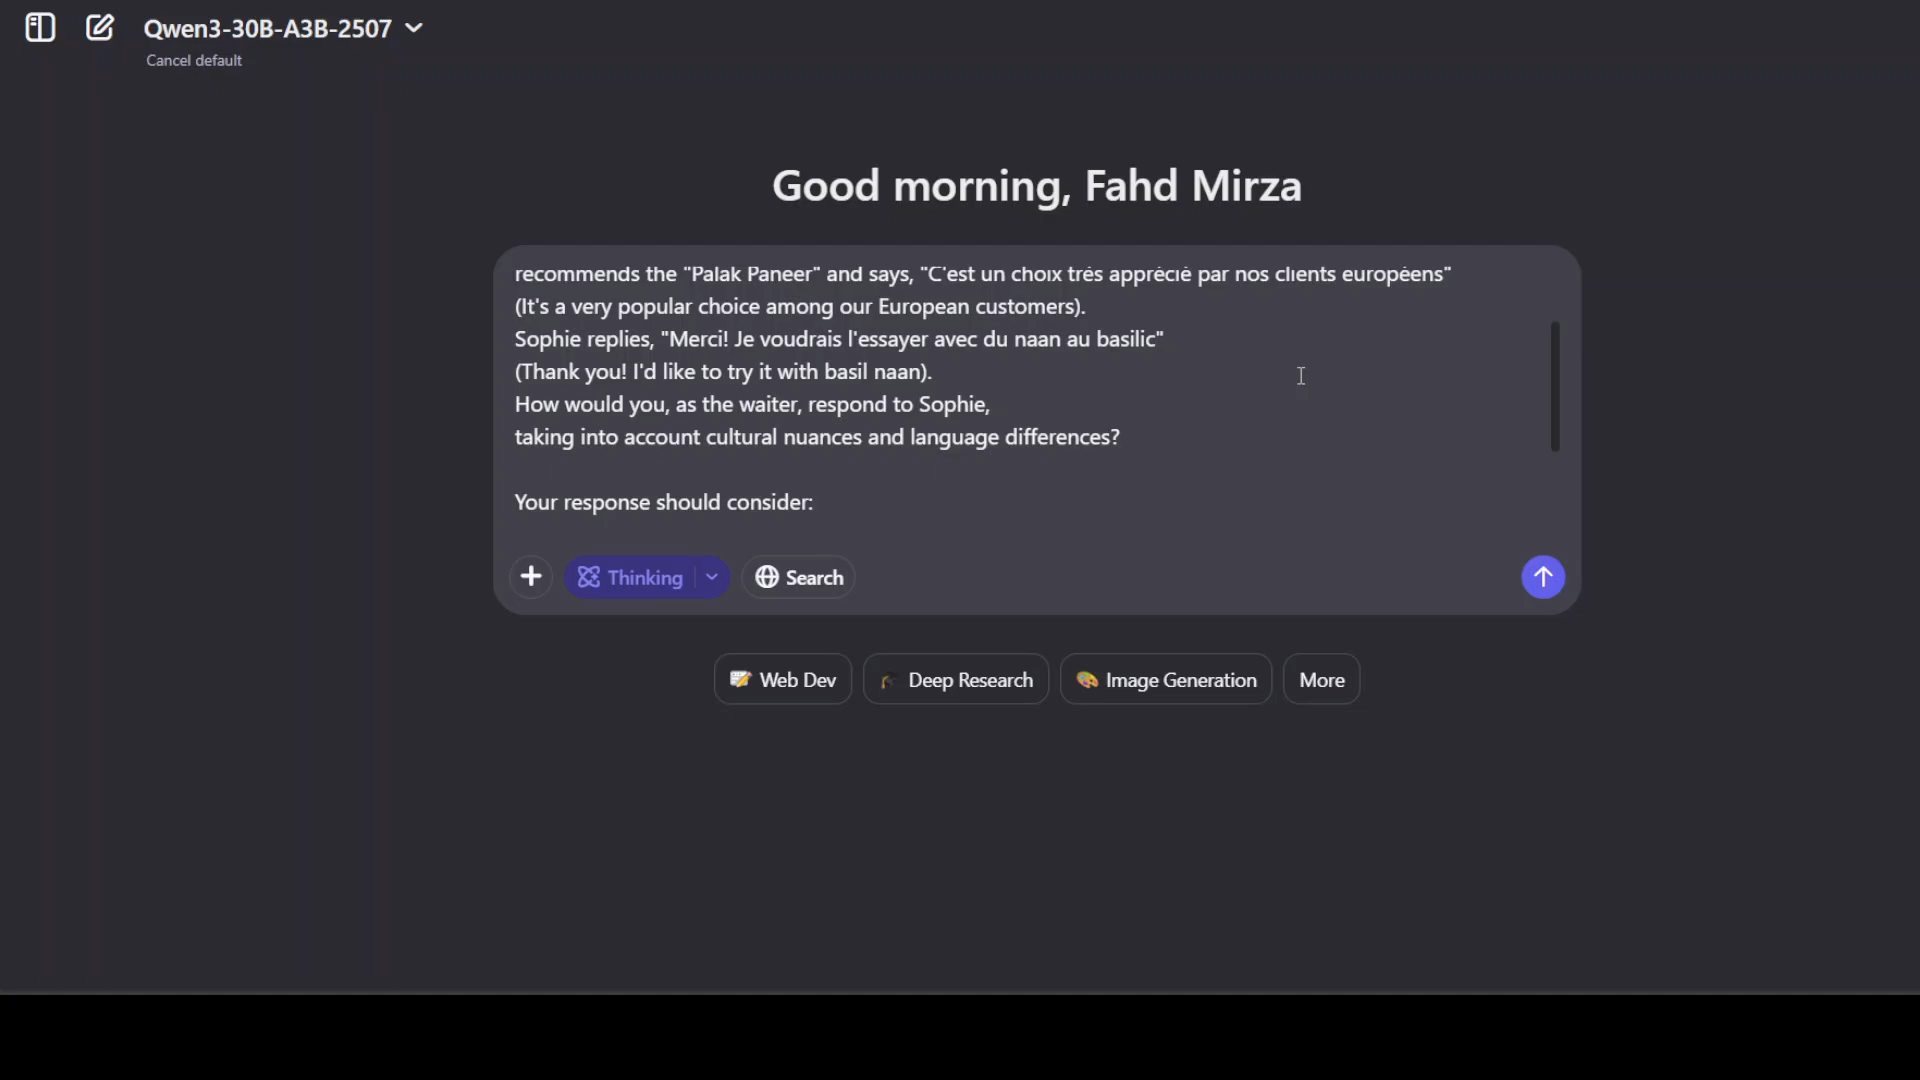 Qwen3-30B-A3B-2507
Cancel default
Good morning, Fahd Mirza
recommends the "Palak Paneer" and says, "C'est un choix très apprécié par nos clients européens"
(It's a very popular choice among our European customers).
Sophie replies, "Merci! Je voudrais l'essayer avec du naan au basilic"
(Thank you! I'd like to try it with basil naan).
How would you, as the waiter, respond to Sophie,
taking into account cultural nuances and language differences?
Your response should consider:
Thinking
Search
Web Dev
Deep Research
Image Generation
More